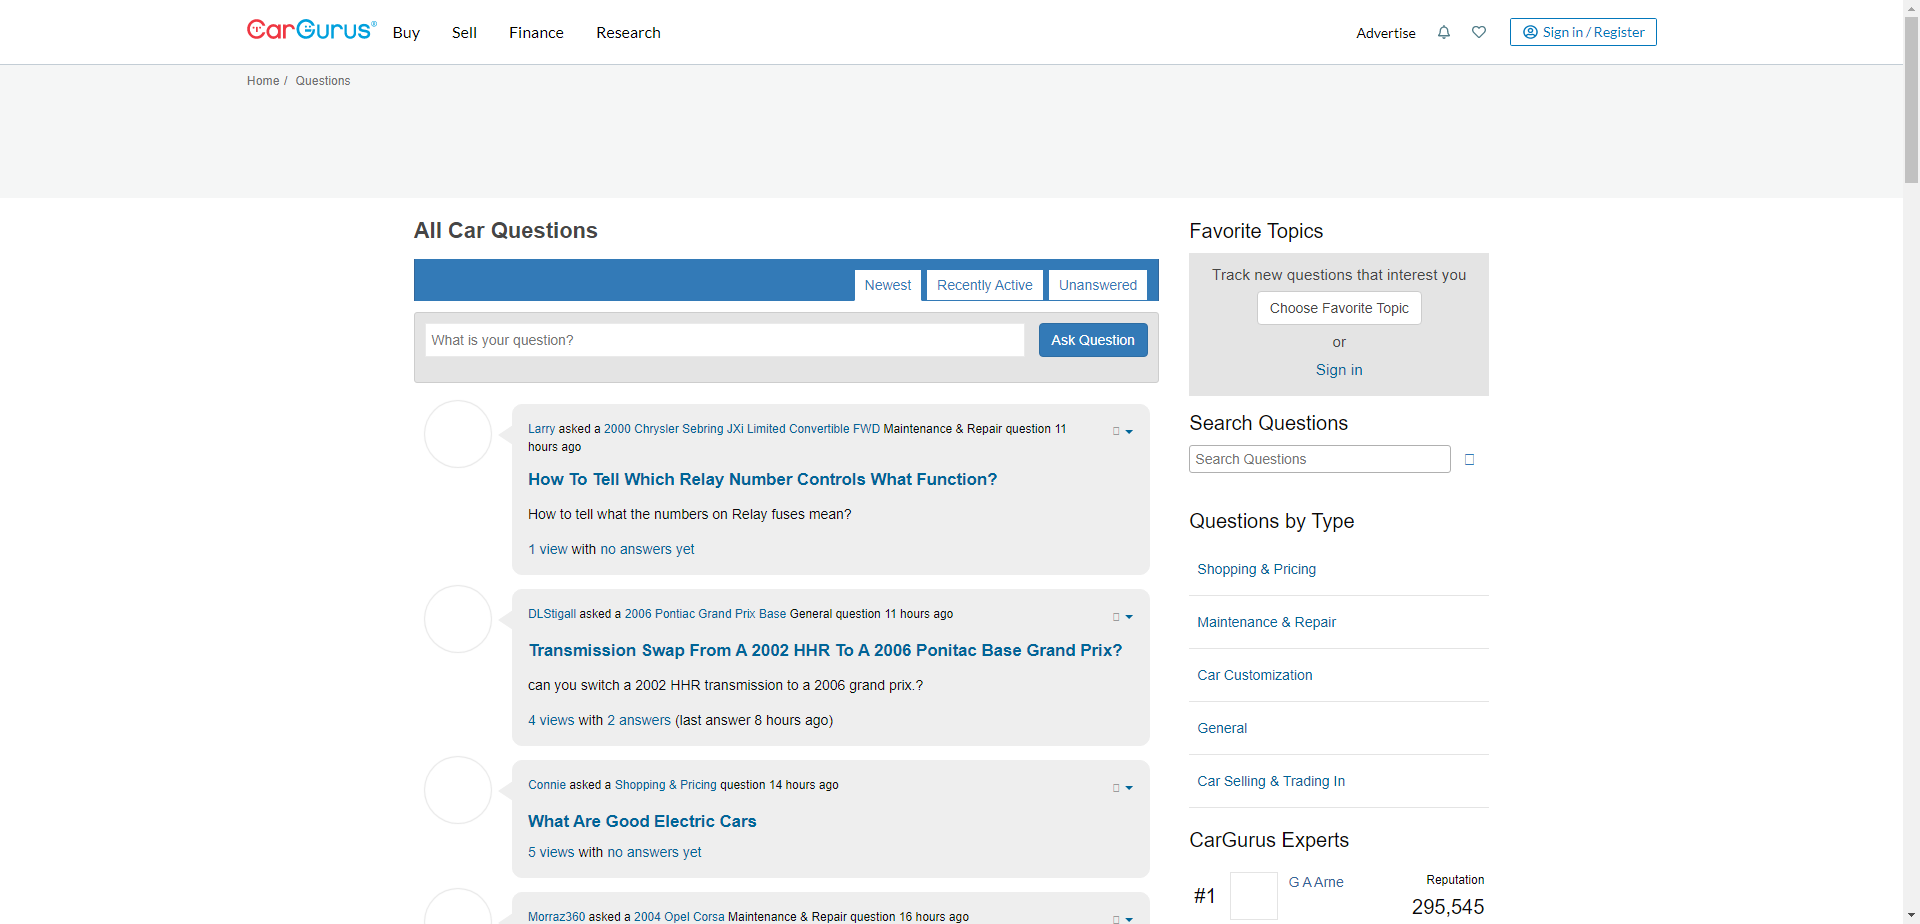 CarGurus® Buy Sell Finance Research Advertise Sign in / Register
Home / Questions
All Car Questions
Newest Recently Active Unanswered
What is your question? Ask Question
Larry asked a 2000 Chrysler Sebring JXi Limited Convertible FWD Maintenance & Repair question 11
hours ago
How To Tell Which Relay Number Controls What Function?
How to tell what the numbers on Relay fuses mean?
1 view with no answers yet
DLStigall asked a 2006 Pontiac Grand Prix Base General question 11 hours ago
Transmission Swap From A 2002 HHR To A 2006 Ponitac Base Grand Prix?
can you switch a 2002 HHR transmission to a 2006 grand prix.?
4 views with 2 answers (last answer 8 hours ago)
Connie asked a Shopping & Pricing question 14 hours ago
What Are Good Electric Cars
5 views with no answers yet
Morraz360 asked a 2004 Opel Corsa Maintenance & Repair question 16 hours ago
Favorite Topics
Track new questions that interest you
Choose Favorite Topic
or
Sign in
Search Questions
Search Questions
Questions by Type
Shopping & Pricing
Maintenance & Repair
Car Customization
General
Car Selling & Trading In
CarGurus Experts
#1 G A Arne Reputation
295,545